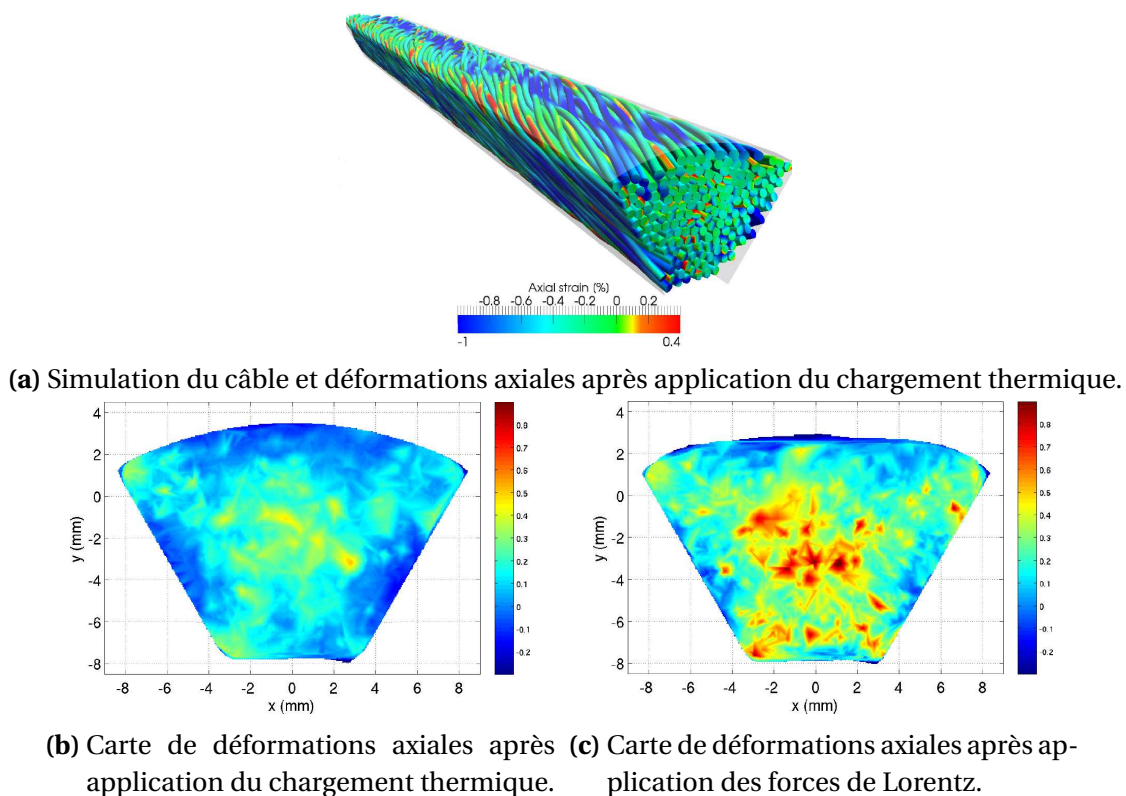 Axial strain (%)
-0.8 -0.6 -0.4 -0.2 0 0.2
-1 0.4
(a) Simulation du câble et déformations axiales après application du chargement thermique.
4
2
0
-2
-4
-6
-8
y (mm)
-8 -6 -4 -2 0 2 4 6 8
x (mm)
0.8
0.7
0.6
0.5
0.4
0.3
0.2
0.1
0
-0.1
-0.2
4
2
0
-2
-4
-6
-8
y (mm)
-8 -6 -4 -2 0 2 4 6 8
x (mm)
0.8
0.7
0.6
0.5
0.4
0.3
0.2
0.1
0
-0.1
-0.2
(b) Carte de déformations axiales après
application du chargement thermique.
(c) Carte de déformations axiales après ap-
plication des forces de Lorentz.